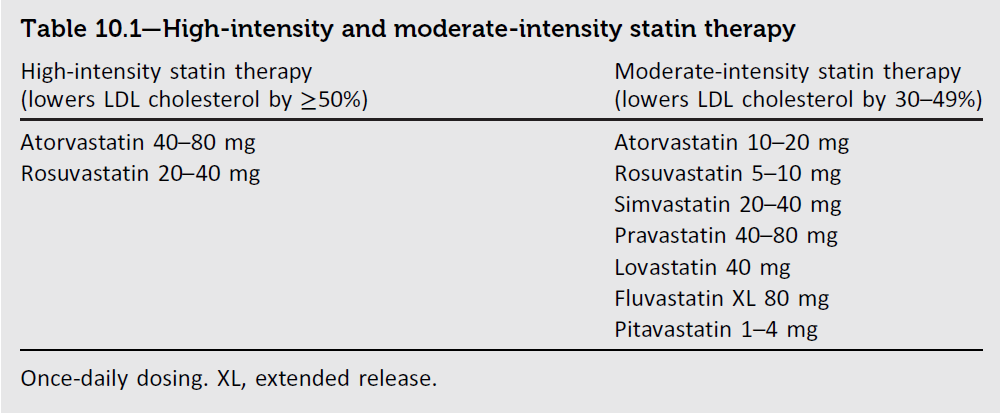 Table 10.1—High-intensity and moderate-intensity statin therapy
High-intensity statin therapy
(lowers LDL cholesterol by ≥50%)
Moderate-intensity statin therapy
(lowers LDL cholesterol by 30–49%)
Atorvastatin 40–80 mg
Rosuvastatin 20–40 mg
Atorvastatin 10–20 mg
Rosuvastatin 5–10 mg
Simvastatin 20–40 mg
Pravastatin 40–80 mg
Lovastatin 40 mg
Fluvastatin XL 80 mg
Pitavastatin 1–4 mg
Once-daily dosing. XL, extended release.